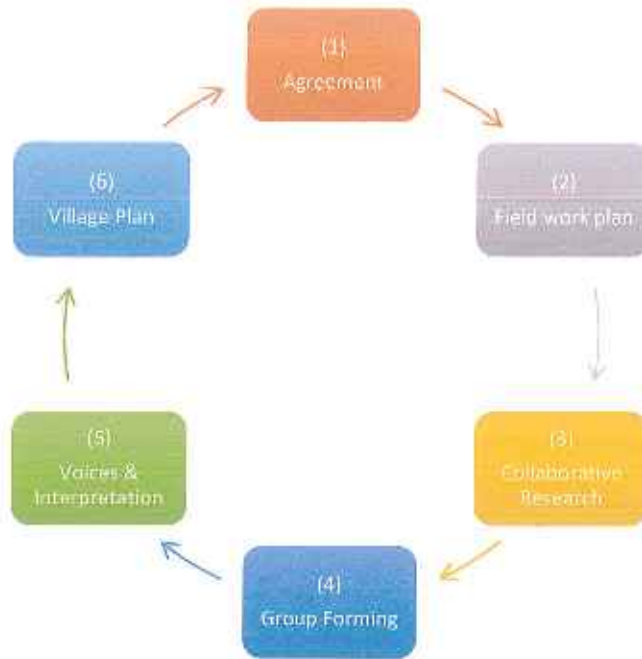 (1)
Agreement
(2)
Field work plan
(3)
Collaborative
Research
(4)
Group Forming
(5)
Voices &
Interpretation
(6)
Village Plan